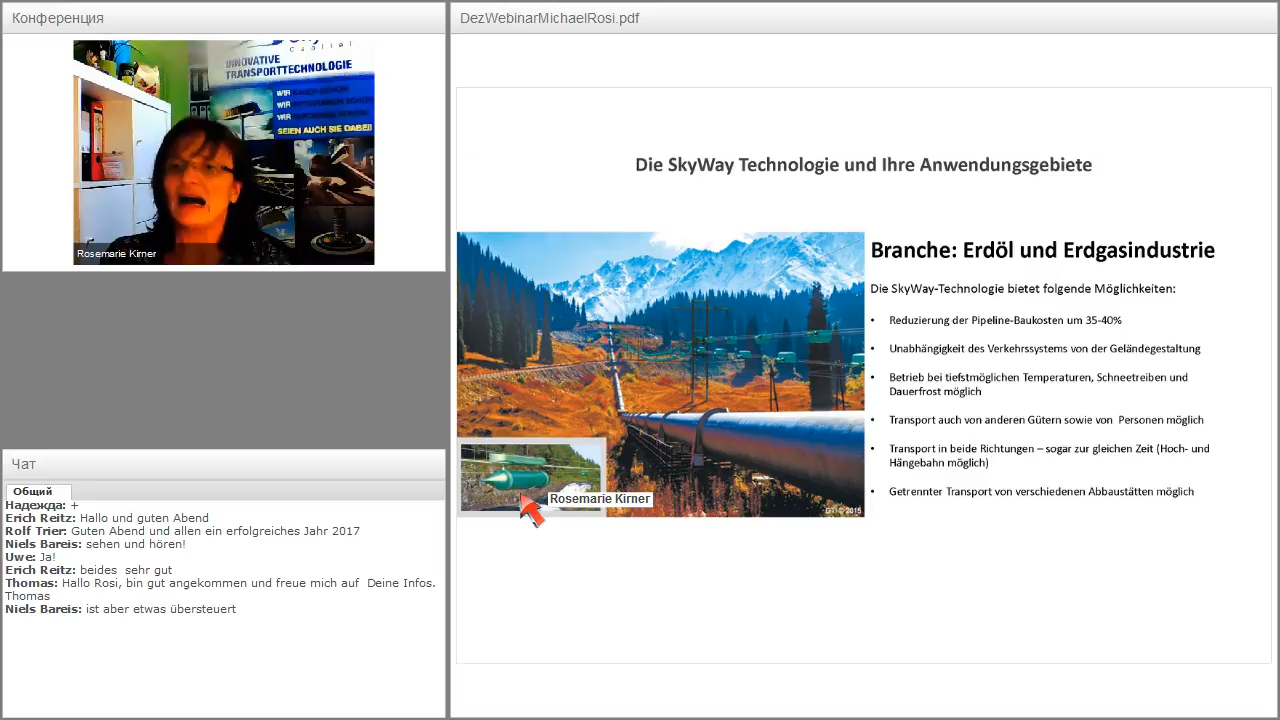 Конференция
DezWebinarMichaelRosi.pdf
Capital
INNOVATIVE
TRANSPORTTECHNOLOGIE
WIR
WIR
WIR
SEIEN AUCH SIE DABEI!
Rosemarie Kirner
Die SkyWay Technologie und Ihre Anwendungsgebiete
Branche: Erdöl und Erdgasindustrie
Die SkyWay-Technologie bietet folgende Möglichkeiten:
• Reduzierung der Pipeline-Baukosten um 35-40%
• Unabhängigkeit des Verkehrssystems von der Geländegestaltung
• Betrieb bei tiefstmöglichen Temperaturen, Schneetreiben und
Dauerfrost möglich
• Transport auch von anderen Gütern sowie von Personen möglich
• Transport in beide Richtungen – sogar zur gleichen Zeit (Hoch- und
Hängebahn möglich)
• Getrennter Transport von verschiedenen Abbaustätten möglich
Rosemarie Kirner
GTI © 2015
Чат
Общий
Надежда: +
Erich Reitz: Hallo und guten Abend
Rolf Trier: Guten Abend und allen ein erfolgreiches Jahr 2017
Niels Bareis: sehen und hören!
Uwe: Ja!
Erich Reitz: beides sehr gut
Thomas: Hallo Rosi, bin gut angekommen und freue mich auf Deine Infos.
Thomas
Niels Bareis: ist aber etwas übersteuert